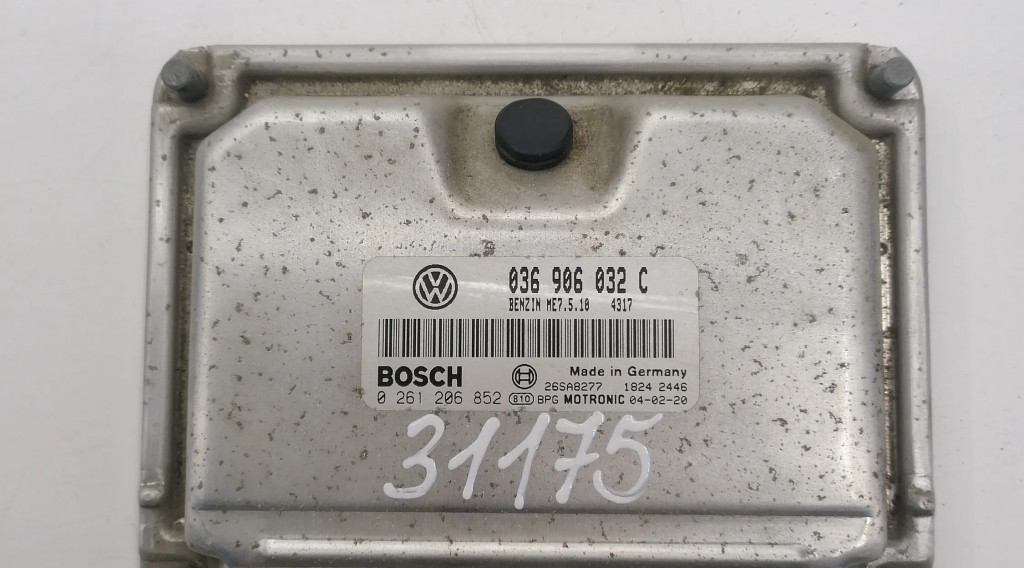 036 906 032 C
BENZIN ME7.5.10 4317
BOSCH Made in Germany
26SA8277 1824 2446
0 261 206 852 810 BPG MOTRONIC 04-02-20
31175